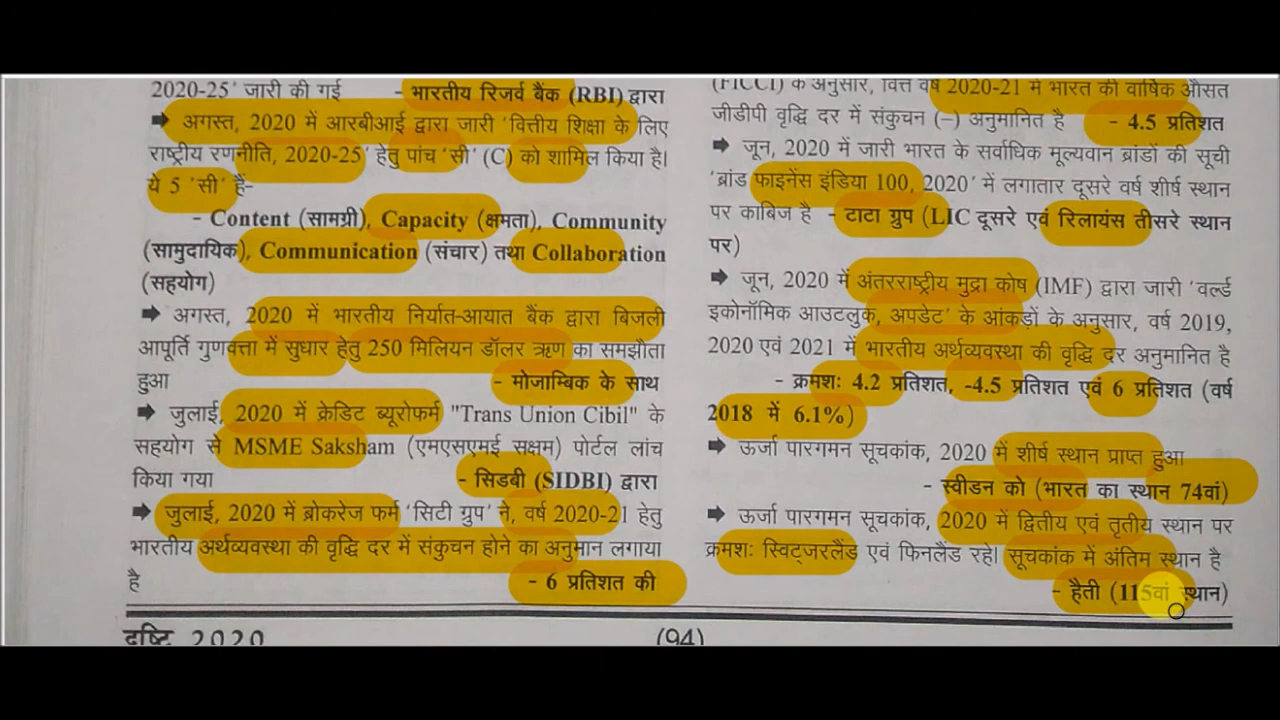 2020-25' जारी की गई - भारतीय रिजर्व बैंक (RBI) द्वारा
➡ अगस्त, 2020 में आरबीआई द्वारा जारी 'वित्तीय शिक्षा के लिए
राष्ट्रीय रणनीति, 2020-25' हेतु पांच 'सी' (C) को शामिल किया है।
ये 5 'सी' हैं-
- Content (सामग्री), Capacity (क्षमता), Community
(सामुदायिक), Communication (संचार) तथा Collaboration
(सहयोग)
➡ अगस्त, 2020 में भारतीय निर्यात-आयात बैंक द्वारा बिजली
आपूर्ति गुणवत्ता में सुधार हेतु 250 मिलियन डॉलर ऋण का समझौता
हुआ - मोजाम्बिक के साथ
➡ जुलाई, 2020 में क्रेडिट ब्यूरोफर्म "Trans Union Cibil" के
सहयोग से MSME Saksham (एमएसएमई सक्षम) पोर्टल लांच
किया गया - सिडबी (SIDBI) द्वारा
➡ जुलाई, 2020 में ब्रोकरेज फर्म 'सिटी ग्रुप' ने, वर्ष 2020-21 हेतु
भारतीय अर्थव्यवस्था की वृद्धि दर में संकुचन होने का अनुमान लगाया
है - 6 प्रतिशत की
दृष्टि 2020 (94)
(FICCI) के अनुसार, वित्त वर्ष 2020-21 में भारत की वार्षिक औसत
जीडीपी वृद्धि दर में संकुचन (–) अनुमानित है - 4.5 प्रतिशत
➡ जून, 2020 में जारी भारत के सर्वाधिक मूल्यवान ब्रांडों की सूची
'ब्रांड फाइनेंस इंडिया 100, 2020' में लगातार दूसरे वर्ष शीर्ष स्थान
पर काबिज है - टाटा ग्रुप (LIC दूसरे एवं रिलायंस तीसरे स्थान
पर)
➡ जून, 2020 में अंतरराष्ट्रीय मुद्रा कोष (IMF) द्वारा जारी 'वर्ल्ड
इकोनॉमिक आउटलुक, अपडेट' के आंकड़ों के अनुसार, वर्ष 2019,
2020 एवं 2021 में भारतीय अर्थव्यवस्था की वृद्धि दर अनुमानित है
- क्रमशः 4.2 प्रतिशत, -4.5 प्रतिशत एवं 6 प्रतिशत (वर्ष
2018 में 6.1%)
➡ ऊर्जा पारगमन सूचकांक, 2020 में शीर्ष स्थान प्राप्त हुआ
- स्वीडन को (भारत का स्थान 74वां)
➡ ऊर्जा पारगमन सूचकांक, 2020 में द्वितीय एवं तृतीय स्थान पर
क्रमशः स्विट्जरलैंड एवं फिनलैंड रहे। सूचकांक में अंतिम स्थान है
- हैती (115वां स्थान)